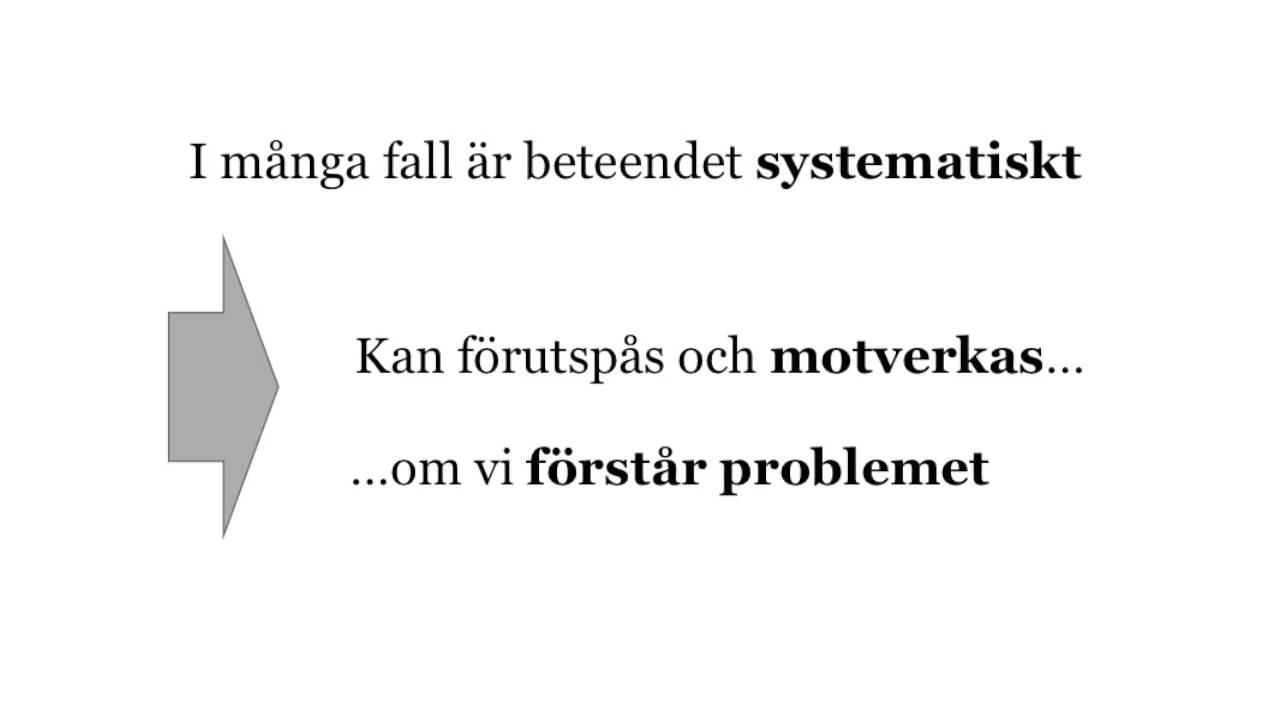 I många fall är beteendet systematiskt
Kan förutspås och motverkas...
...om vi förstår problemet